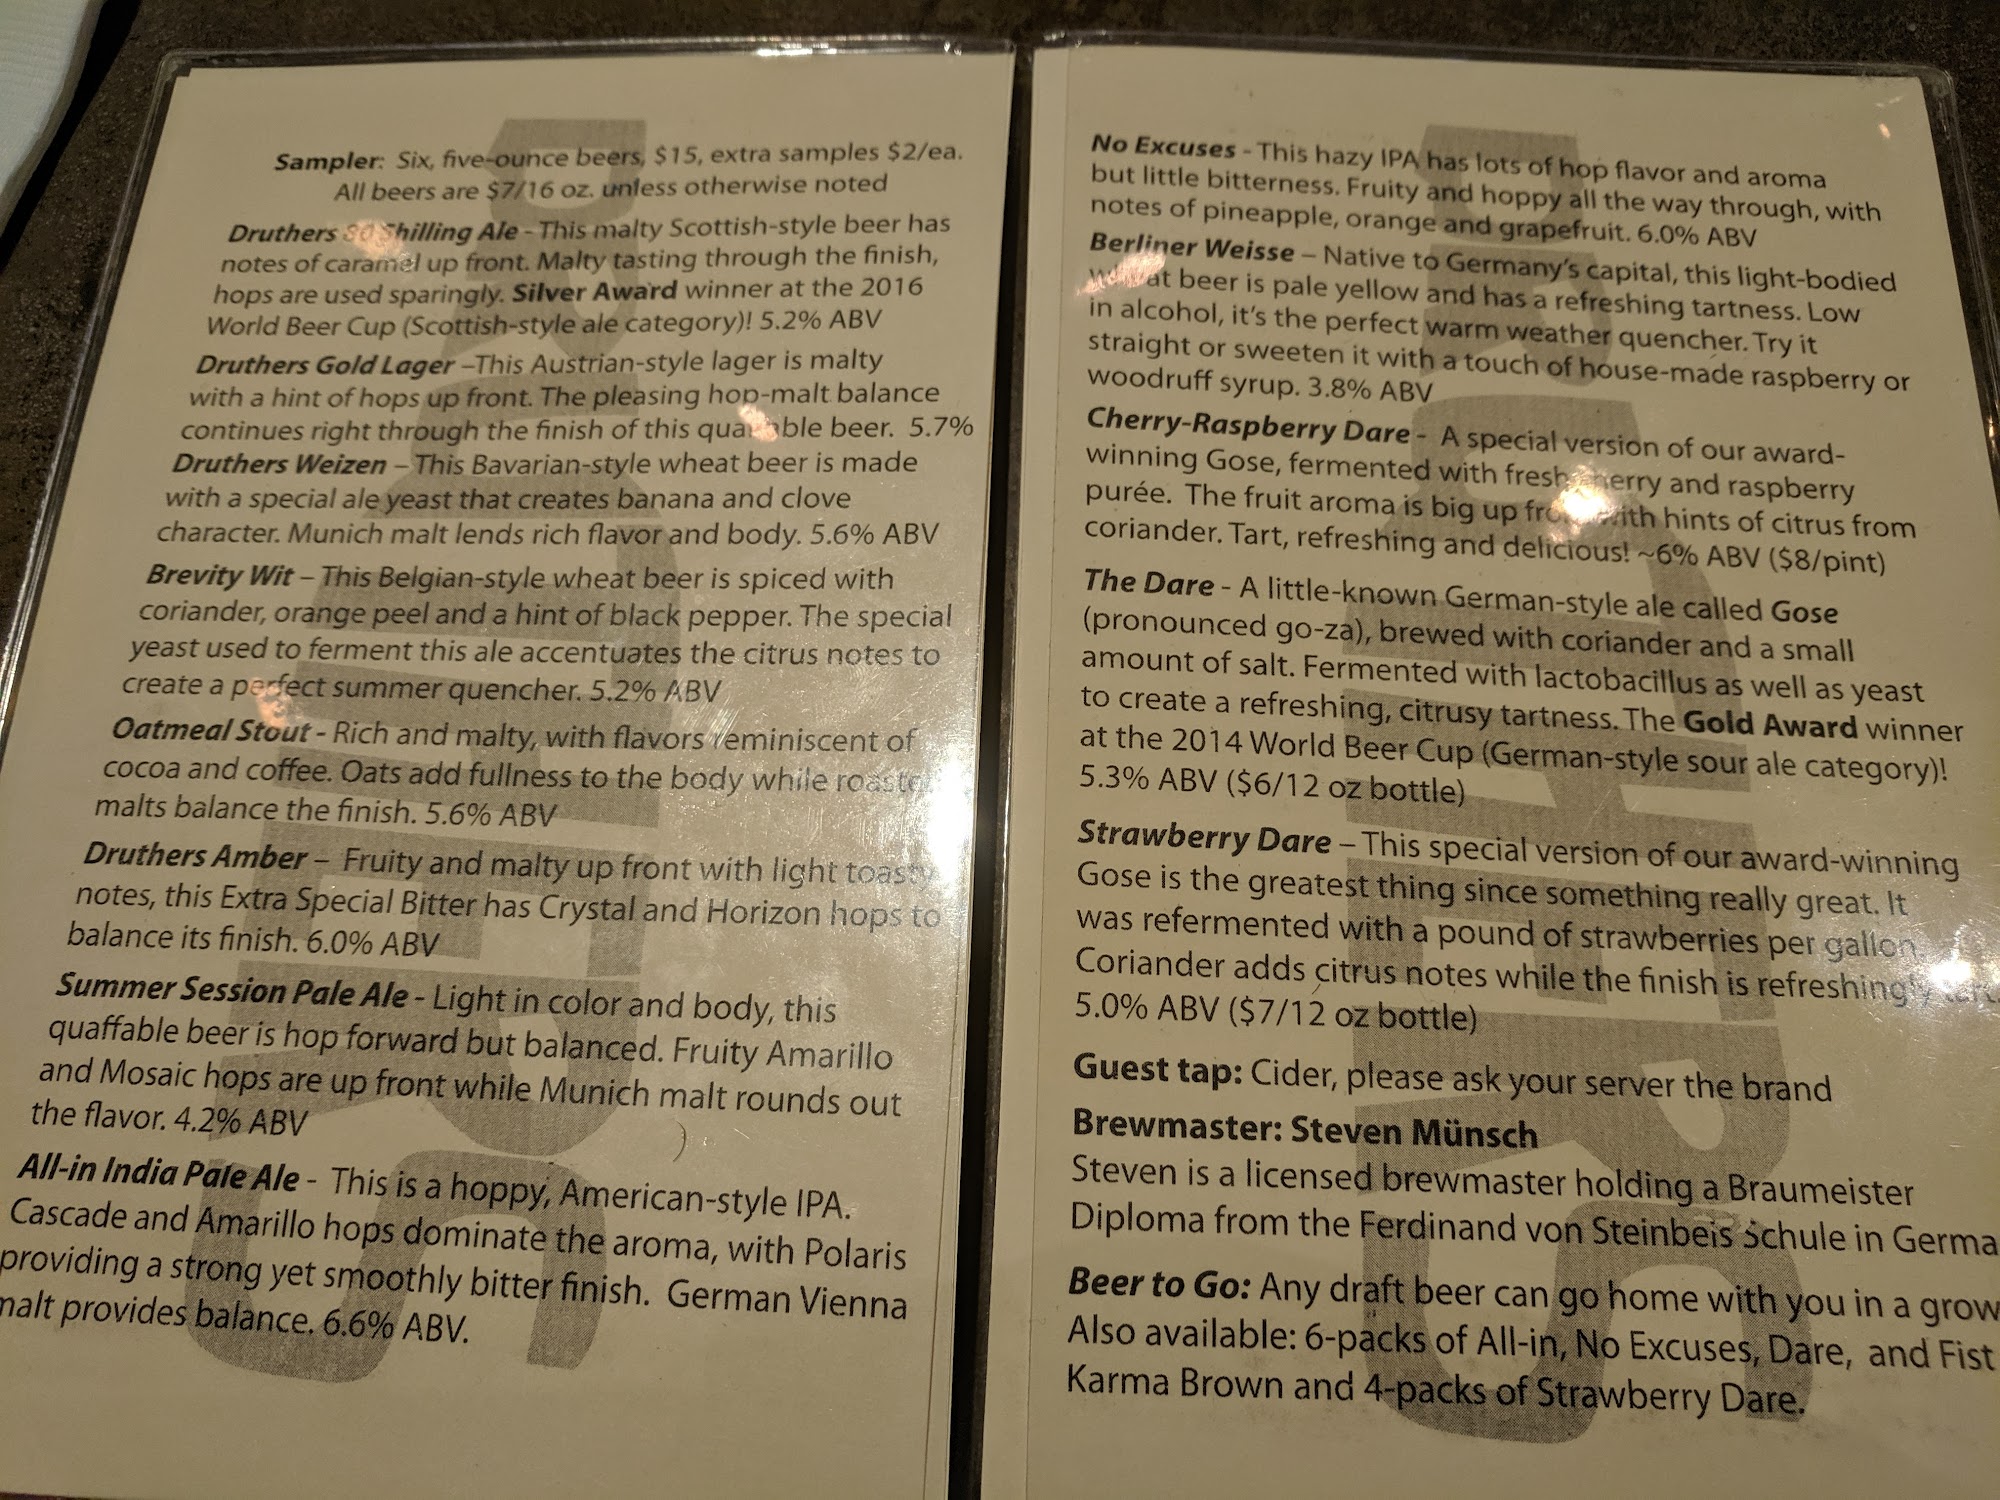 Sampler: Six, five-ounce beers, $15, extra samples $2/ea.
All beers are $7/16 oz. unless otherwise noted
Druthers 80 Shilling Ale - This malty Scottish-style beer has
notes of caramel up front. Malty tasting through the finish,
hops are used sparingly. Silver Award winner at the 2016
World Beer Cup (Scottish-style ale category)! 5.2% ABV
Druthers Gold Lager –This Austrian-style lager is malty
with a hint of hops up front. The pleasing hop-malt balance
continues right through the finish of this quaffable beer. 5.7%
Druthers Weizen – This Bavarian-style wheat beer is made
with a special ale yeast that creates banana and clove
character. Munich malt lends rich flavor and body. 5.6% ABV
Brevity Wit – This Belgian-style wheat beer is spiced with
coriander, orange peel and a hint of black pepper. The special
yeast used to ferment this ale accentuates the citrus notes to
create a perfect summer quencher. 5.2% ABV
Oatmeal Stout - Rich and malty, with flavors reminiscent of
cocoa and coffee. Oats add fullness to the body while roasted
malts balance the finish. 5.6% ABV
Druthers Amber – Fruity and malty up front with light toasty
notes, this Extra Special Bitter has Crystal and Horizon hops to
balance its finish. 6.0% ABV
Summer Session Pale Ale - Light in color and body, this
quaffable beer is hop forward but balanced. Fruity Amarillo
and Mosaic hops are up front while Munich malt rounds out
the flavor. 4.2% ABV
All-in India Pale Ale - This is a hoppy, American-style IPA.
Cascade and Amarillo hops dominate the aroma, with Polaris
providing a strong yet smoothly bitter finish. German Vienna
malt provides balance. 6.6% ABV.
No Excuses - This hazy IPA has lots of hop flavor and aroma
but little bitterness. Fruity and hoppy all the way through, with
notes of pineapple, orange and grapefruit. 6.0% ABV
Berliner Weisse – Native to Germany's capital, this light-bodied
wheat beer is pale yellow and has a refreshing tartness. Low
in alcohol, it's the perfect warm weather quencher. Try it
straight or sweeten it with a touch of house-made raspberry or
woodruff syrup. 3.8% ABV
Cherry-Raspberry Dare - A special version of our award-
winning Gose, fermented with fresh cherry and raspberry
purée. The fruit aroma is big up front with hints of citrus from
coriander. Tart, refreshing and delicious! ~6% ABV ($8/pint)
The Dare - A little-known German-style ale called Gose
(pronounced go-za), brewed with coriander and a small
amount of salt. Fermented with lactobacillus as well as yeast
to create a refreshing, citrusy tartness. The Gold Award winner
at the 2014 World Beer Cup (German-style sour ale category)!
5.3% ABV ($6/12 oz bottle)
Strawberry Dare – This special version of our award-winning
Gose is the greatest thing since something really great. It
was refermented with a pound of strawberries per gallon.
Coriander adds citrus notes while the finish is refreshingly tart.
5.0% ABV ($7/12 oz bottle)
Guest tap: Cider, please ask your server the brand
Brewmaster: Steven Münsch
Steven is a licensed brewmaster holding a Braumeister
Diploma from the Ferdinand von Steinbeis Schule in Germa
Beer to Go: Any draft beer can go home with you in a grow
Also available: 6-packs of All-in, No Excuses, Dare, and Fist
Karma Brown and 4-packs of Strawberry Dare.